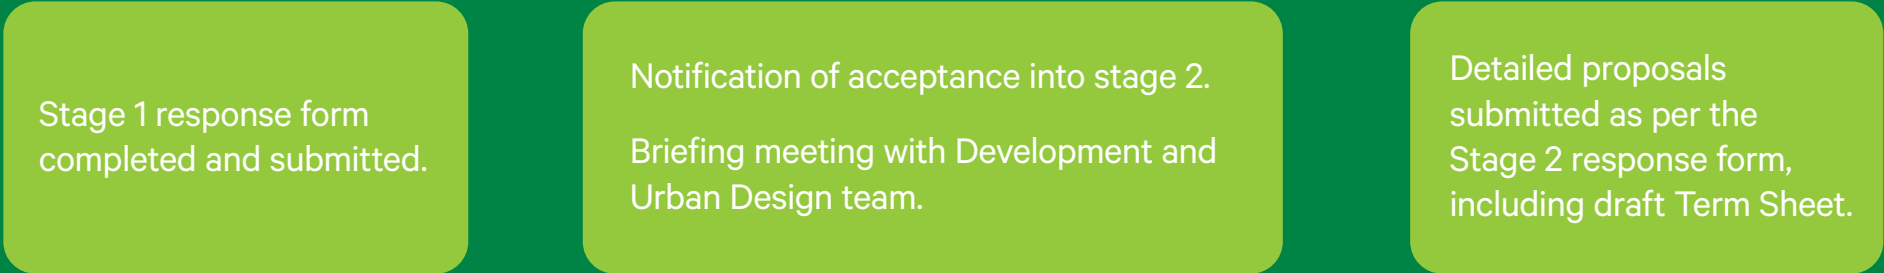 Stage 1 response form
completed and submitted.
Notification of acceptance into stage 2.
Briefing meeting with Development and
Urban Design team.
Detailed proposals
submitted as per the
Stage 2 response form,
including draft Term Sheet.